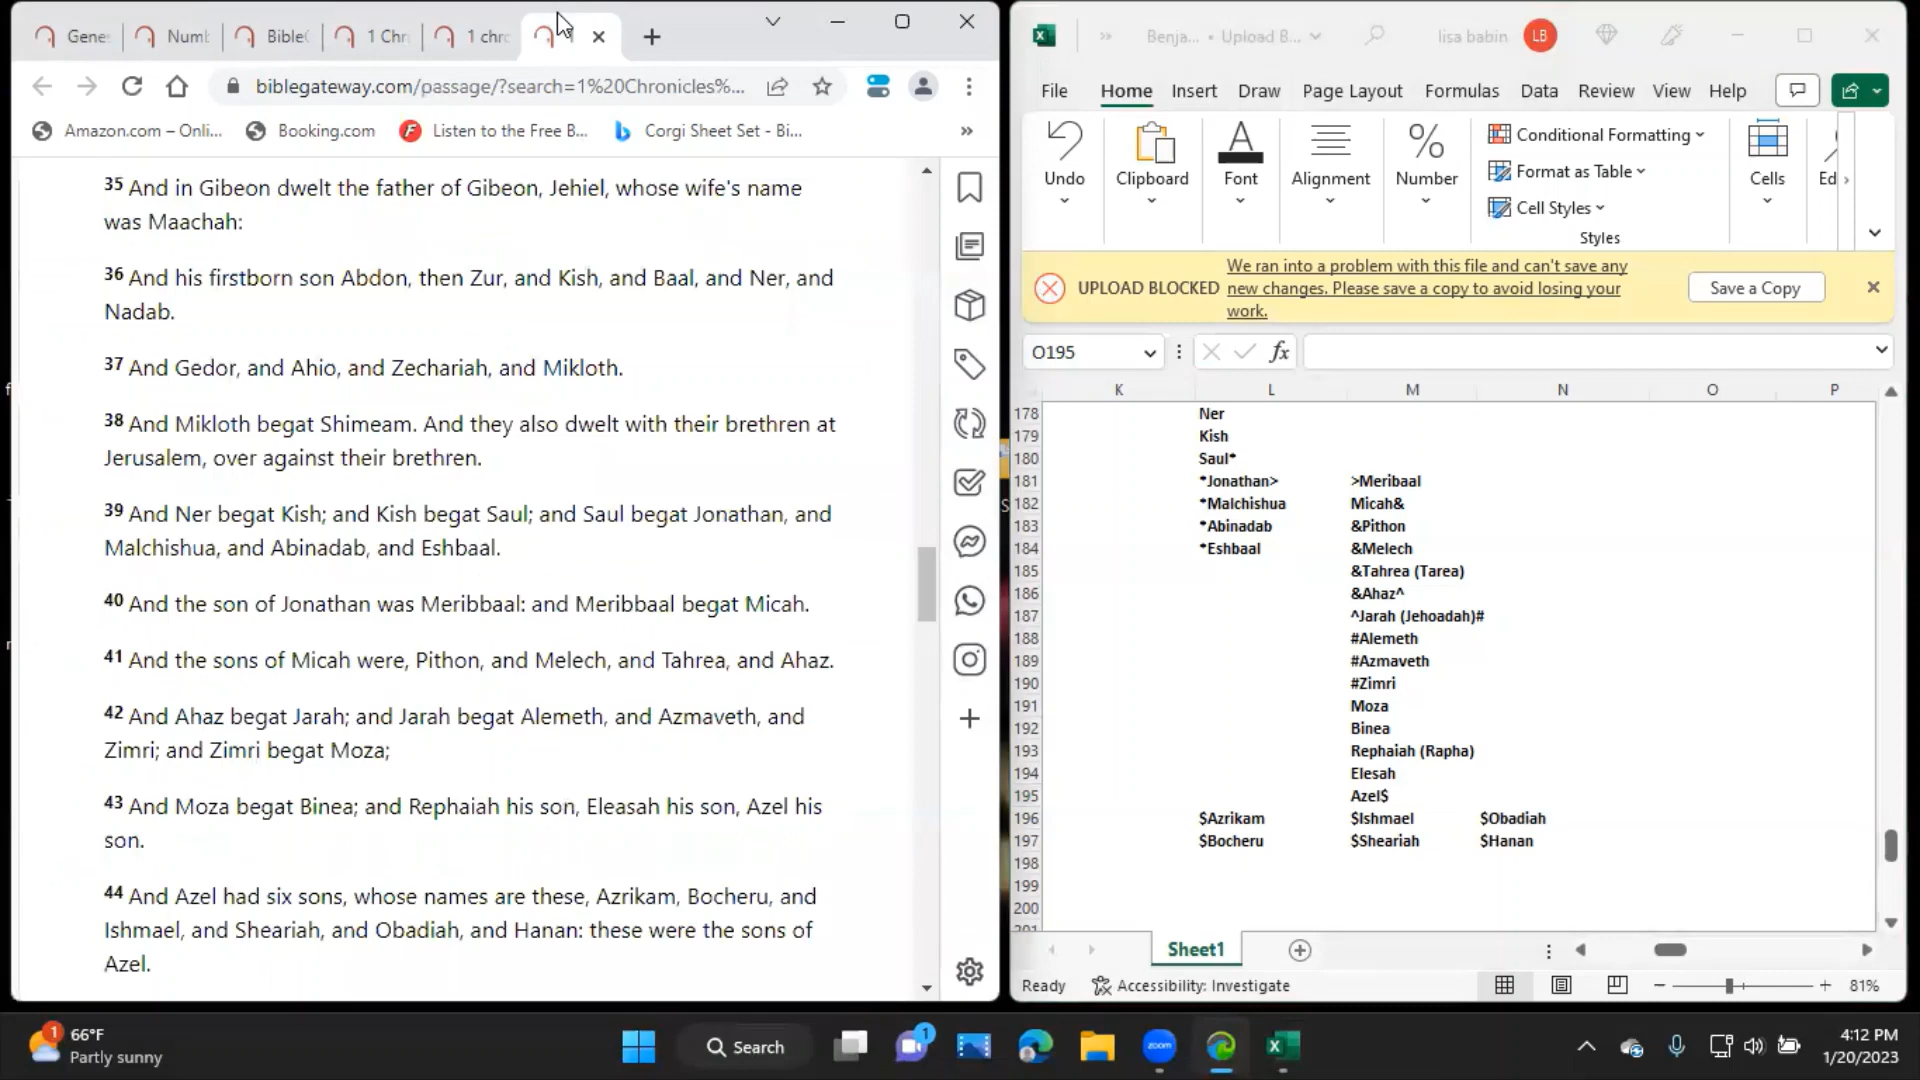 Gene
Numb
Bible
1 Chr
1 chr
biblegateway.com/passage/?search=1%20Chronicles%...
Amazon.com – Onli...
Booking.com
Listen to the Free B...
Corgi Sheet Set - Bi...
»
35 And in Gibeon dwelt the father of Gibeon, Jehiel, whose wife's name
was Maachah:
36 And his firstborn son Abdon, then Zur, and Kish, and Baal, and Ner, and
Nadab.
37 And Gedor, and Ahio, and Zechariah, and Mikloth.
38 And Mikloth begat Shimeam. And they also dwelt with their brethren at
Jerusalem, over against their brethren.
39 And Ner begat Kish; and Kish begat Saul; and Saul begat Jonathan, and
Malchishua, and Abinadab, and Eshbaal.
40 And the son of Jonathan was Meribbaal: and Meribbaal begat Micah.
41 And the sons of Micah were, Pithon, and Melech, and Tahrea, and Ahaz.
42 And Ahaz begat Jarah; and Jarah begat Alemeth, and Azmaveth, and
Zimri; and Zimri begat Moza;
43 And Moza begat Binea; and Rephaiah his son, Eleasah his son, Azel his
son.
44 And Azel had six sons, whose names are these, Azrikam, Bocheru, and
Ishmael, and Sheariah, and Obadiah, and Hanan: these were the sons of
Azel.
» Benja... • Upload B... lisa babin LB
File Home Insert Draw Page Layout Formulas Data Review View Help
Undo
Clipboard
Font
Alignment
Number
Conditional Formatting
Format as Table
Cell Styles
Styles
Cells
Ed
UPLOAD BLOCKED
We ran into a problem with this file and can't save any
new changes. Please save a copy to avoid losing your
work.
Save a Copy
O195 fx
K L M N O P
178 Ner
179 Kish
180 Saul*
181 *Jonathan> >Meribaal
182 *Malchishua Micah&
183 *Abinadab &Pithon
184 *Eshbaal &Melech
185 &Tahrea (Tarea)
186 &Ahaz^
187 ^Jarah (Jehoadah)#
188 #Alemeth
189 #Azmaveth
190 #Zimri
191 Moza
192 Binea
193 Rephaiah (Rapha)
194 Elesah
195 Azel$
196 $Azrikam $Ishmael $Obadiah
197 $Bocheru $Sheariah $Hanan
198
199
200
201
Sheet1
Ready Accessibility: Investigate 81%
1 66°F
Partly sunny
Search
1
zoom
4:12 PM
1/20/2023